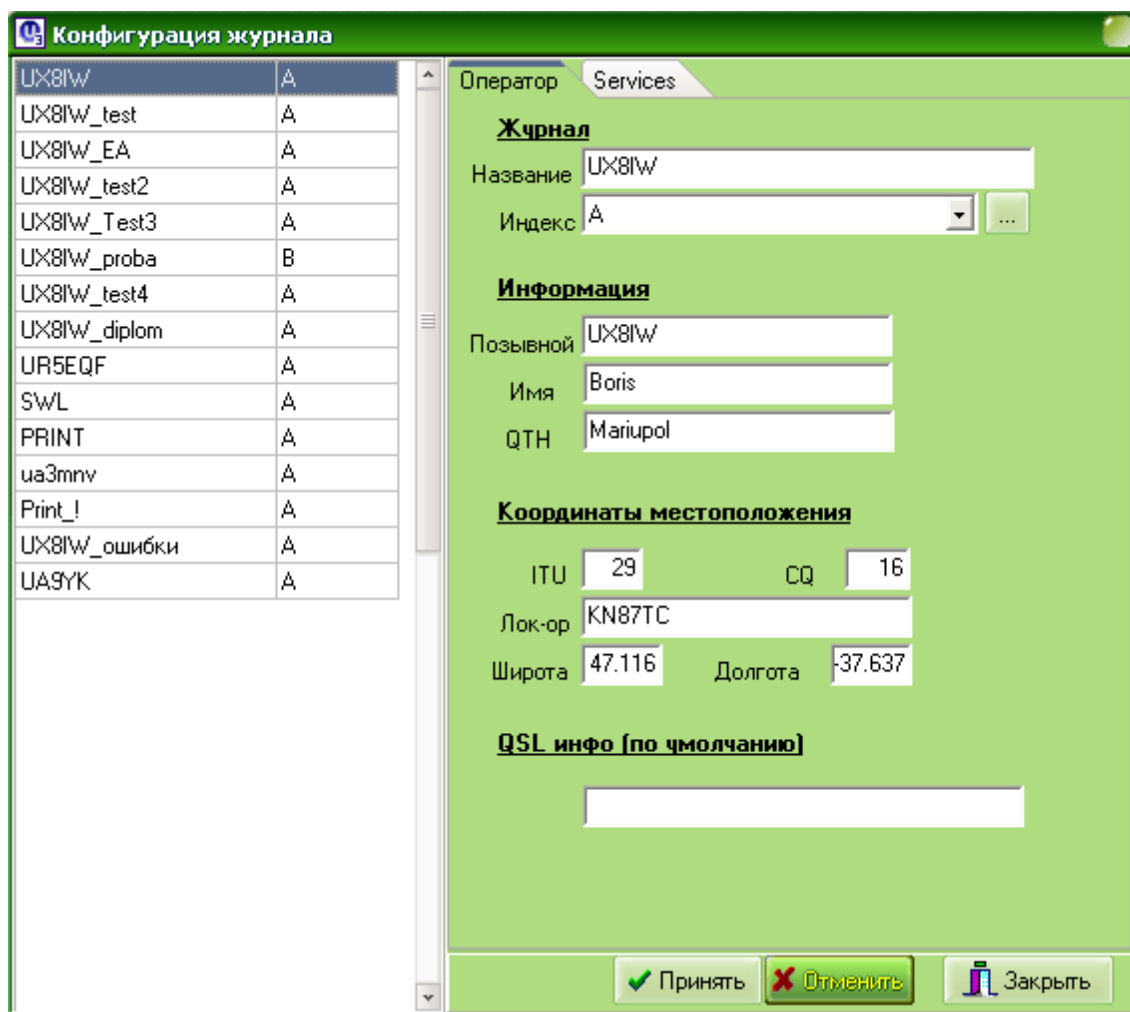 Конфигурация журнала
UX8IW A
UX8IW_test A
UX8IW_EA A
UX8IW_test2 A
UX8IW_Test3 A
UX8IW_proba B
UX8IW_test4 A
UX8IW_diplom A
UR5EQF A
SWL A
PRINT A
ua3mnv A
Print_! A
UX8IW_ошибки A
UA9YK A
Оператор Services
Журнал
Название UX8IW
Индекс A ...
Информация
Позывной UX8IW
Имя Boris
QTH Mariupol
Координаты местоположения
ITU 29 CQ 16
Лок-ор KN87TC
Широта 47.116 Долгота -37.637
QSL инфо (по умолчанию)
Принять Отменить Закрыть